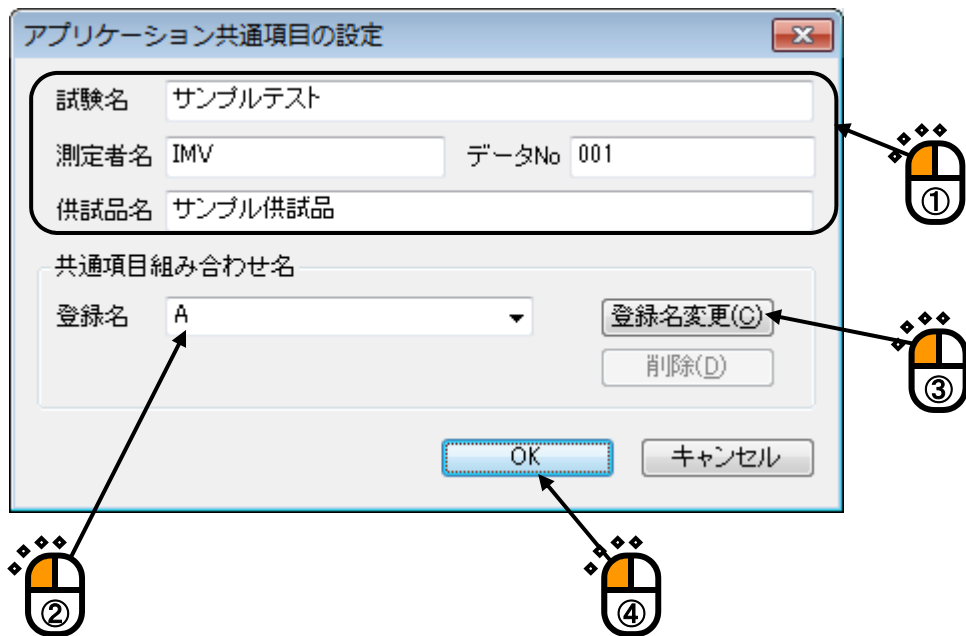 アプリケーション共通項目の設定
試験名 サンプルテスト
測定者名 IMV データNo 001
供試品名 サンプル供試品
①
共通項目組み合わせ名
登録名 A 登録名変更(C)
削除(D)
③
OK キャンセル
② ④